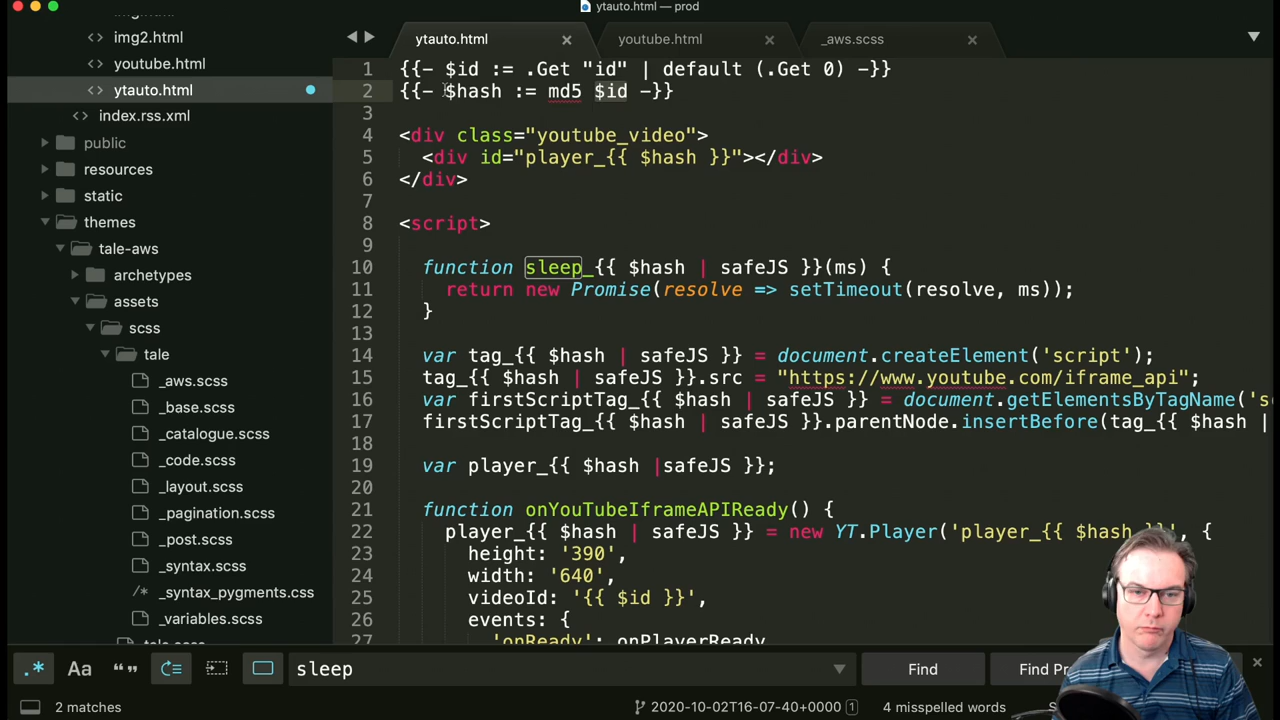 ytauto.html — prod
img2.html
youtube.html
ytauto.html
index.rss.xml
public
resources
static
themes
tale-aws
archetypes
assets
scss
tale
_aws.scss
_base.scss
_catalogue.scss
_code.scss
_layout.scss
_pagination.scss
_post.scss
_syntax.scss
/* _syntax_pygments.css
_variables.scss
ytauto.html
youtube.html
_aws.scss
1 {{- $id := .Get "id" | default (.Get 0) -}}
2 {{- $hash := md5 $id -}}
3
4 <div class="youtube_video">
5 <div id="player_{{ $hash }}"></div>
6 </div>
7
8 <script>
9
10 function sleep_{{ $hash | safeJS }}(ms) {
11 return new Promise(resolve => setTimeout(resolve, ms));
12 }
13
14 var tag_{{ $hash | safeJS }} = document.createElement('script');
15 tag_{{ $hash | safeJS }}.src = "https://www.youtube.com/iframe_api";
16 var firstScriptTag_{{ $hash | safeJS }} = document.getElementsByTagName('s
17 firstScriptTag_{{ $hash | safeJS }}.parentNode.insertBefore(tag_{{ $hash |
18
19 var player_{{ $hash |safeJS }};
20
21 function onYouTubeIframeAPIReady() {
22 player_{{ $hash | safeJS }} = new YT.Player('player_{{ $hash }}', {
23 height: '390',
24 width: '640',
25 videoId: '{{ $id }}',
26 events: {
27 'onReady': onPlayerReady
.* Aa “” sleep Find Find Pr
2 matches
2020-10-02T16-07-40+0000 1
4 misspelled words